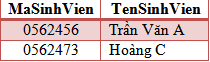 MaSinhVien TenSinhVien
0562456 Trần Văn A
0562473 Hoàng C